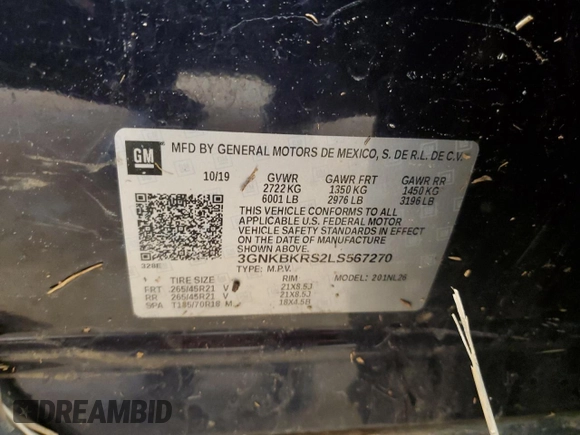 GM
MFD BY GENERAL MOTORS DE MEXICO, S. DE R.L. DE C.V.
10/19 GVWR GAWR FRT GAWR RR
2722 KG 1350 KG 1450 KG
6001 LB 2976 LB 3196 LB
THIS VEHICLE CONFORMS TO ALL
APPLICABLE U.S. FEDERAL MOTOR
VEHICLE SAFETY STANDARDS IN
EFFECT ON THE DATE OF MANUFACTURE
SHOWN ABOVE.
3GNKBKRS2LS567270
TYPE: M.P.V. MODEL: 201NL26
328E
TIRE SIZE RIM
FRT 265/45R21 V 21X8.5J
RR 265/45R21 V 21X8.5J
SPA T185/70R18 M 18X4.5B
DREAMBID